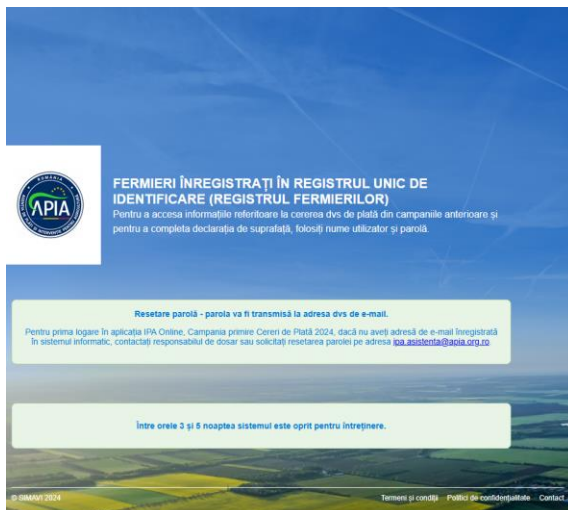 ROMÂNIA
APIA
FERMIERI ÎNREGISTRAȚI ÎN REGISTRUL UNIC DE
IDENTIFICARE (REGISTRUL FERMIERILOR)
Pentru a accesa informațiile referitoare la cererea dvs de plată din campaniile anterioare și
pentru a completa declarația de suprafață, folosiți nume utilizator și parolă.
Resetare parolă - parola va fi transmisă la adresa dvs de e-mail.
Pentru prima logare în aplicația IPA Online, Campania primire Cereri de Plată 2024, dacă nu aveți adresă de e-mail înregistrată
în sistemul informatic, contactați responsabilul de dosar sau solicitați resetarea parolei pe adresa ipa.asistenta@apia.org.ro
Între orele 3 și 5 noaptea sistemul este oprit pentru întreținere.
© SIMAVI 2024
Termeni și condiții Politici de confidențialitate Contact